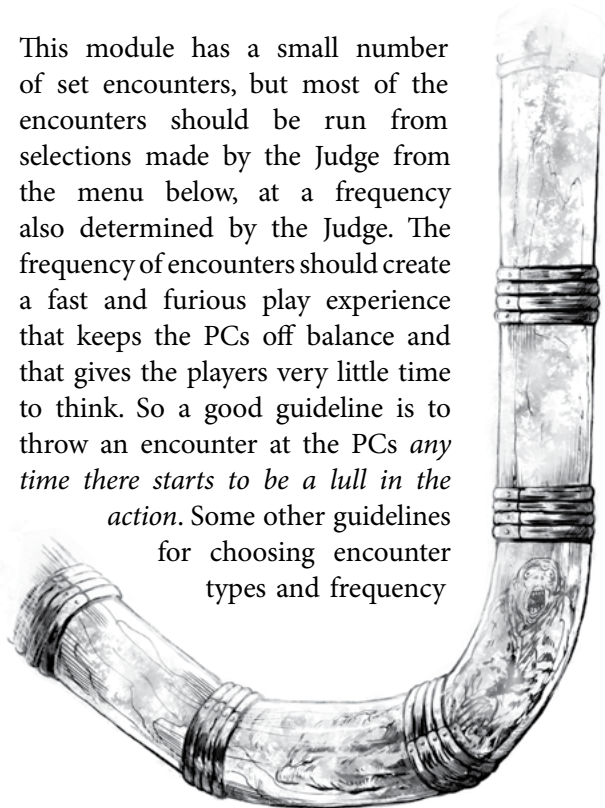 This module has a small number
of set encounters, but most of the
encounters should be run from
selections made by the Judge from
the menu below, at a frequency
also determined by the Judge. The
frequency of encounters should create
a fast and furious play experience
that keeps the PCs off balance and
that gives the players very little time
to think. So a good guideline is to
throw an encounter at the PCs any
time there starts to be a lull in the
action. Some other guidelines
for choosing encounter
types and frequency